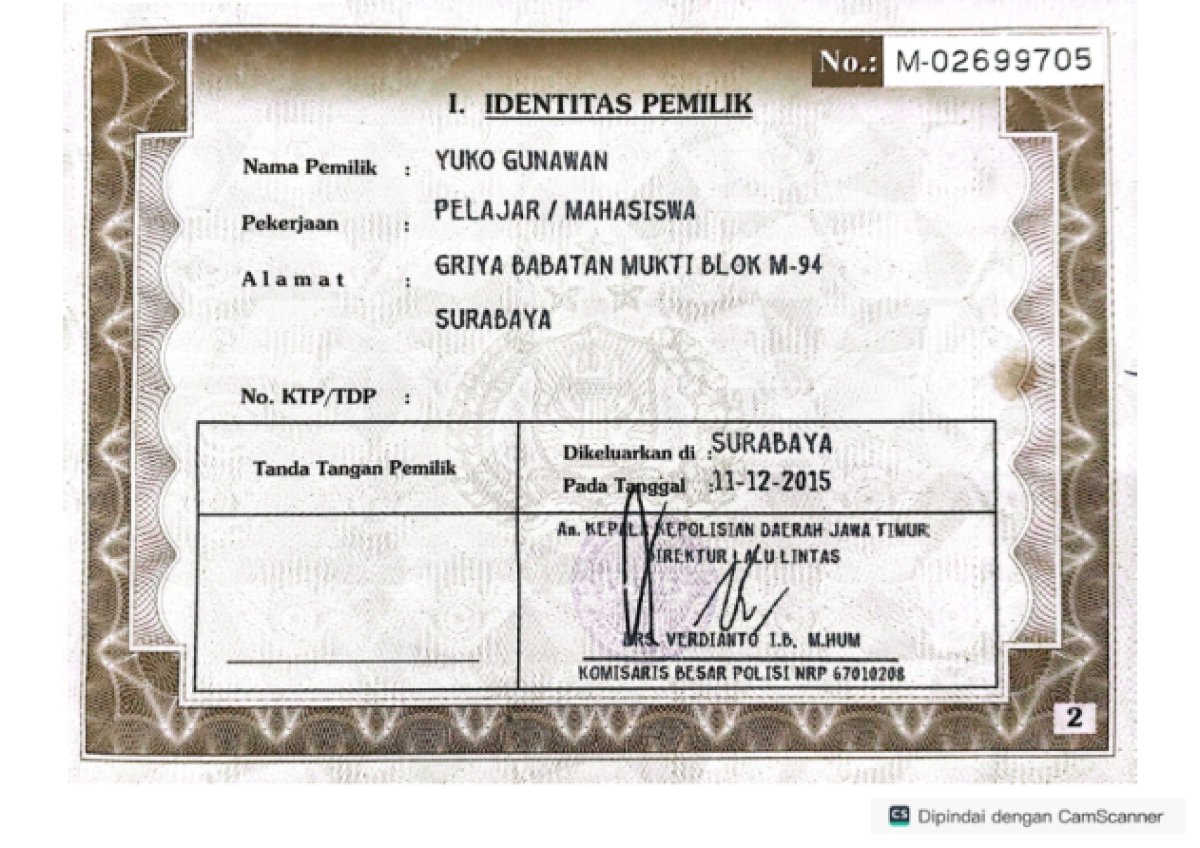 No.: M-02699705
I. IDENTITAS PEMILIK
Nama Pemilik : YUKO GUNAWAN
Pekerjaan : PELAJAR / MAHASISWA
Alamat : GRIYA BABATAN MUKTI BLOK M-94
SURABAYA
No. KTP/TDP :
Tanda Tangan Pemilik
Dikeluarkan di : SURABAYA
Pada Tanggal : 11-12-2015
An. KEPALA KEPOLISIAN DAERAH JAWA TIMUR
DIREKTUR LALU LINTAS
DRS. VERDIANTO I.B. M.HUM
KOMISARIS BESAR POLISI NRP 67010208
2
CS Dipindai dengan CamScanner